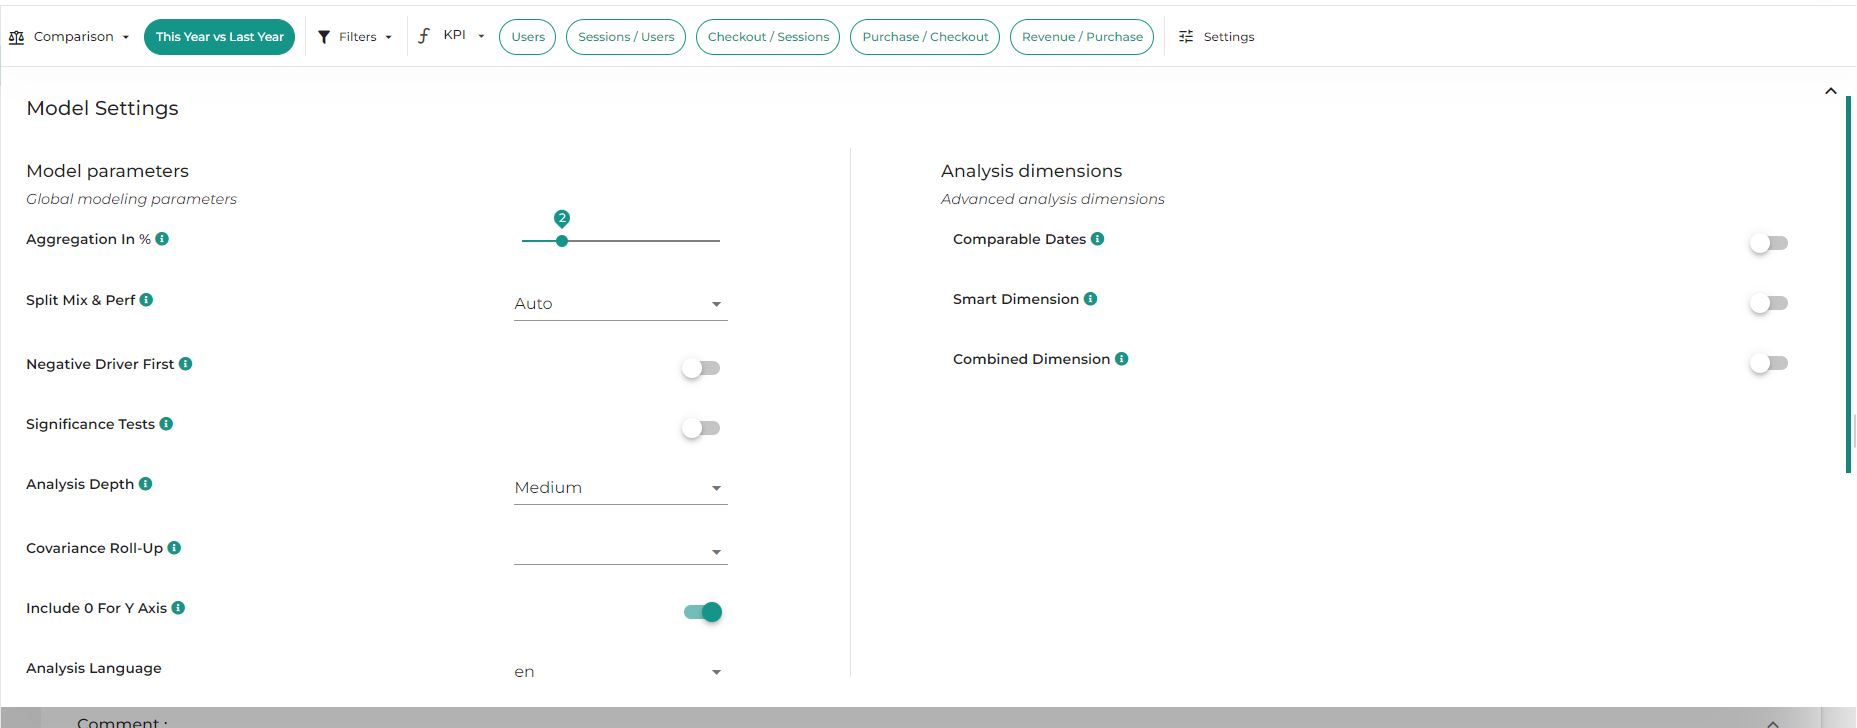 Comparison
This Year vs Last Year
Filters
KPI
Users
Sessions / Users
Checkout / Sessions
Purchase / Checkout
Revenue / Purchase
Settings
Model Settings
Model parameters
Global modeling parameters
Aggregation In %
2
Split Mix & Perf
Auto
Negative Driver First
Significance Tests
Analysis Depth
Medium
Covariance Roll-Up
Include 0 For Y Axis
Analysis Language
en
Analysis dimensions
Advanced analysis dimensions
Comparable Dates
Smart Dimension
Combined Dimension
Comment :